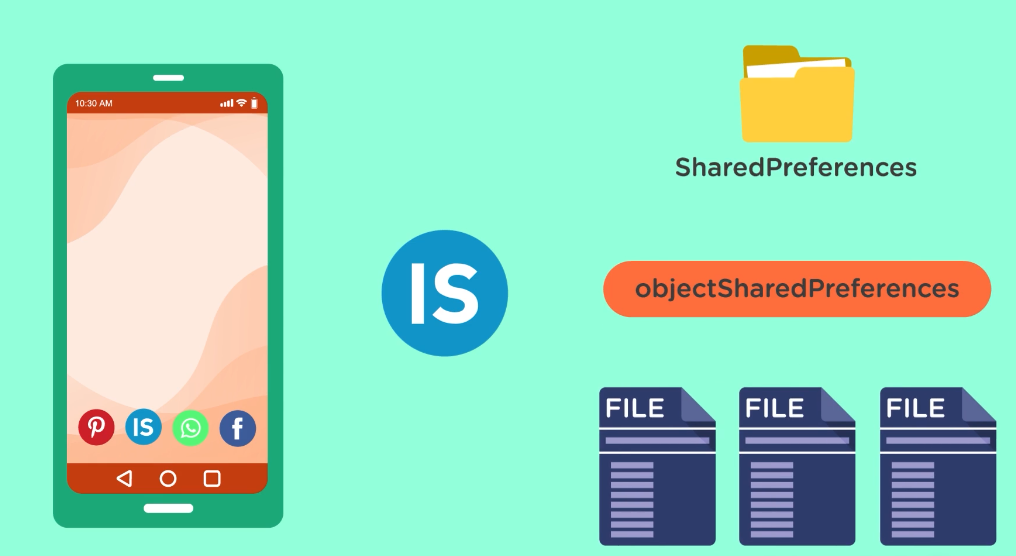 10:30 AM
IS
IS
SharedPreferences
objectSharedPreferences
FILE
FILE
FILE